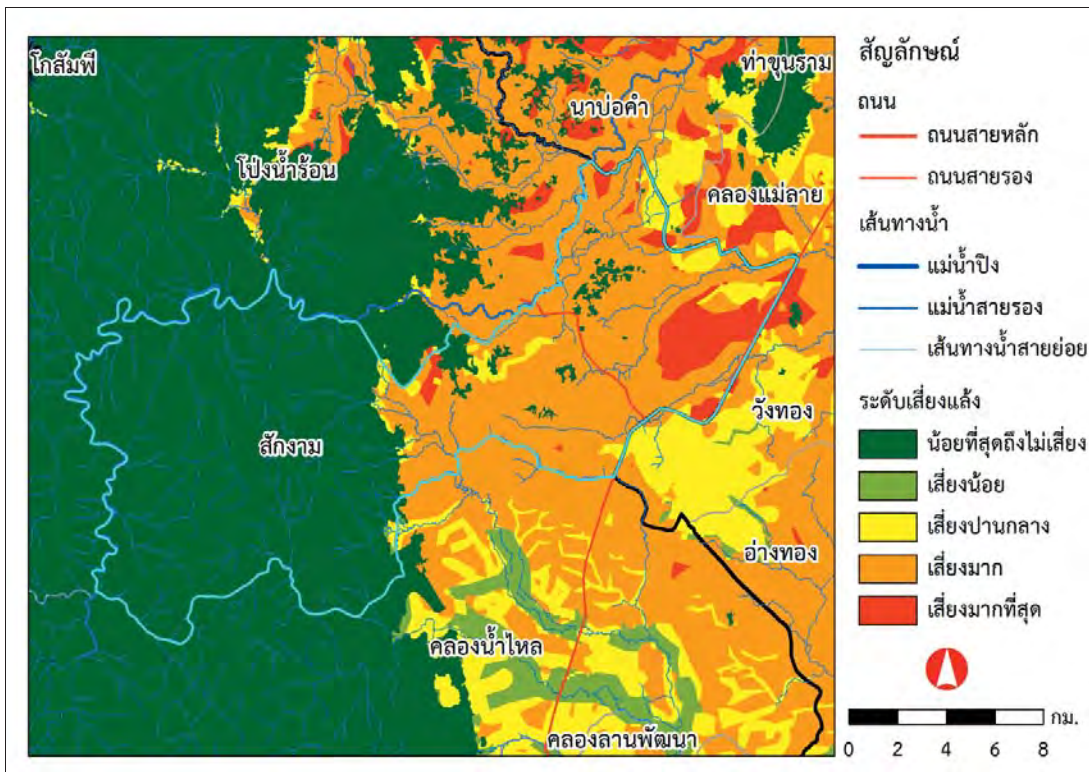 โกสัมพี
ท่าขุนราม
นาบ่อคำ
โป่งน้ำร้อน
คลองแม่ลาย
วังทอง
สักงาม
อ่างทอง
คลองน้ำไหล
คลองลานพัฒนา
สัญลักษณ์
ถนน
ถนนสายหลัก
ถนนสายรอง
เส้นทางน้ำ
แม่น้ำปิง
แม่น้ำสายรอง
เส้นทางน้ำสายย่อย
ระดับเสี่ยงแล้ง
น้อยที่สุดถึงไม่เสี่ยง
เสี่ยงน้อย
เสี่ยงปานกลาง
เสี่ยงมาก
เสี่ยงมากที่สุด
กม.
0 2 4 6 8